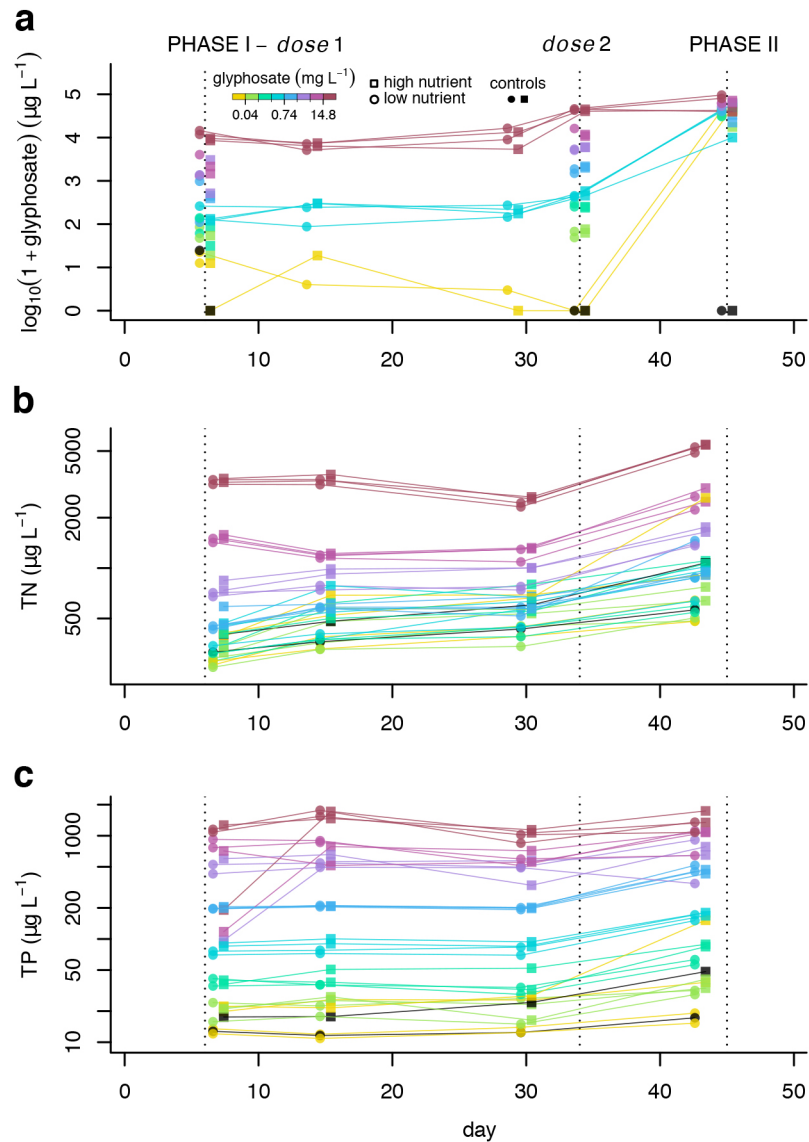 a
PHASE I – dose 1 dose 2 PHASE II
glyphosate (mg L⁻¹) high nutrient controls
low nutrient
0.04 0.74 14.8
log₁₀(1 + glyphosate) (µg L⁻¹)
5
4
3
2
1
0
0 10 20 30 40 50
b
TN (µg L⁻¹)
5000
2000
500
0 10 20 30 40 50
c
TP (µg L⁻¹)
1000
200
50
10
0 10 20 30 40 50
day